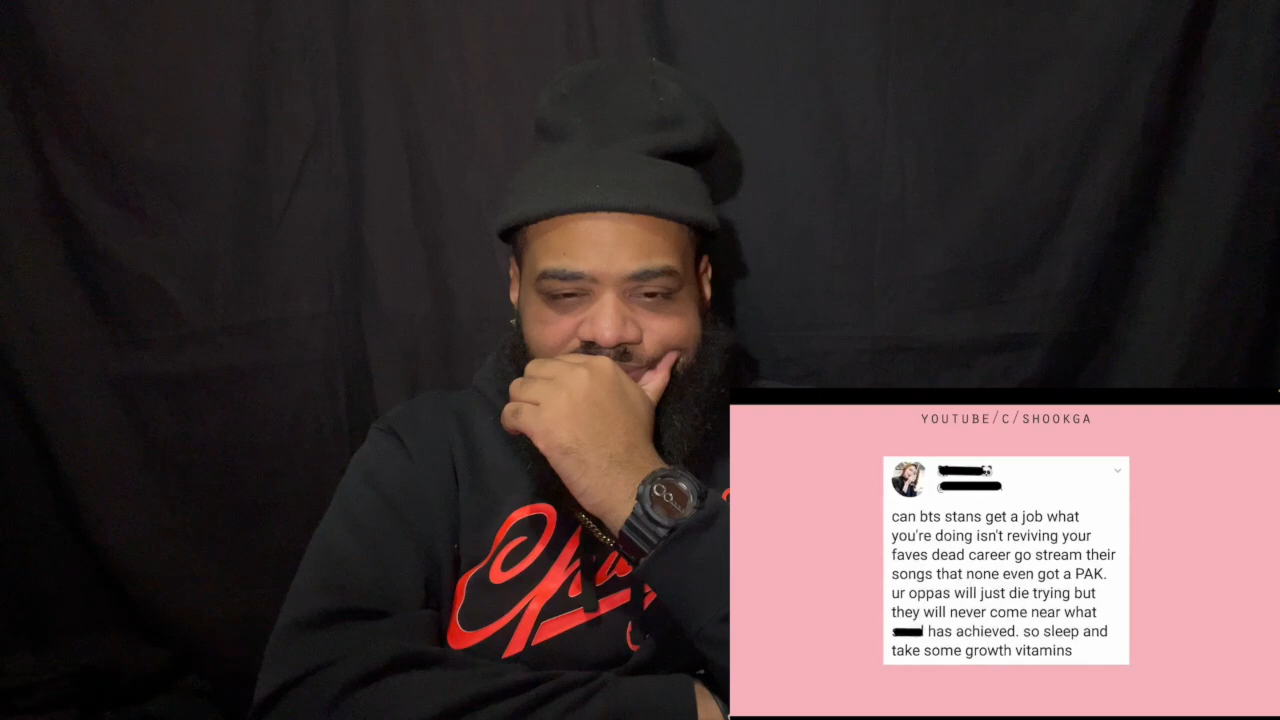 YOUTUBE/C/SHOOKGA
can bts stans get a job what
you're doing isn't reviving your
faves dead career go stream their
songs that none even got a PAK.
ur oppas will just die trying but
they will never come near what
has achieved. so sleep and
take some growth vitamins